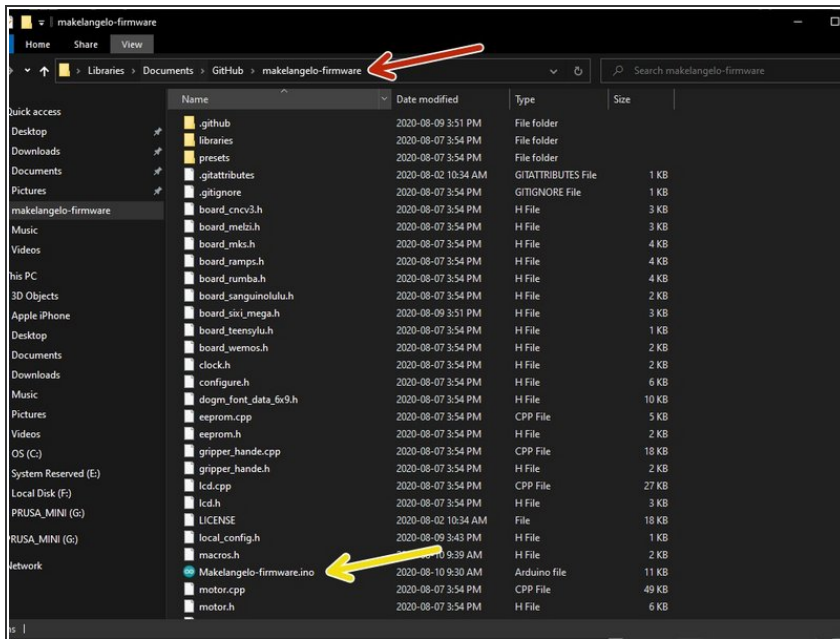 makelangelo-firmware
Home Share View
Libraries > Documents > GitHub > makelangelo-firmware
Search makelangelo-firmware
Name Date modified Type Size
Quick access
Desktop
Downloads
Documents
Pictures
makelangelo-firmware
Music
Videos
This PC
3D Objects
Apple iPhone
Desktop
Documents
Downloads
Music
Pictures
Videos
OS (C:)
System Reserved (E:)
Local Disk (F:)
PRUSA_MINI (G:)
PRUSA_MINI (G:)
Network
.github 2020-08-09 3:51 PM File folder
libraries 2020-08-07 3:54 PM File folder
presets 2020-08-07 3:54 PM File folder
.gitattributes 2020-08-02 10:34 AM GITATTRIBUTES File 1 KB
.gitignore 2020-08-07 3:54 PM GITIGNORE File 1 KB
board_cncv3.h 2020-08-07 3:54 PM H File 3 KB
board_melzi.h 2020-08-07 3:54 PM H File 3 KB
board_mks.h 2020-08-07 3:54 PM H File 4 KB
board_ramps.h 2020-08-07 3:54 PM H File 4 KB
board_rumba.h 2020-08-07 3:54 PM H File 4 KB
board_sanguinolulu.h 2020-08-07 3:54 PM H File 2 KB
board_sixi_mega.h 2020-08-09 3:51 PM H File 3 KB
board_teensylu.h 2020-08-07 3:54 PM H File 1 KB
board_wemos.h 2020-08-07 3:54 PM H File 2 KB
clock.h 2020-08-07 3:54 PM H File 2 KB
configure.h 2020-08-07 3:54 PM H File 6 KB
dogm_font_data_6x9.h 2020-08-07 3:54 PM H File 10 KB
eeprom.cpp 2020-08-07 3:54 PM CPP File 5 KB
eeprom.h 2020-08-07 3:54 PM H File 2 KB
gripper_hande.cpp 2020-08-07 3:54 PM CPP File 18 KB
gripper_hande.h 2020-08-07 3:54 PM H File 2 KB
lcd.cpp 2020-08-07 3:54 PM CPP File 27 KB
lcd.h 2020-08-07 3:54 PM H File 3 KB
LICENSE 2020-08-02 10:34 AM File 18 KB
local_config.h 2020-08-09 3:43 PM H File 1 KB
macros.h 9:39 AM H File 2 KB
Makelangelo-firmware.ino 2020-08-10 9:30 AM Arduino file 11 KB
motor.cpp 2020-08-07 3:54 PM CPP File 49 KB
motor.h 2020-08-07 3:54 PM H File 6 KB